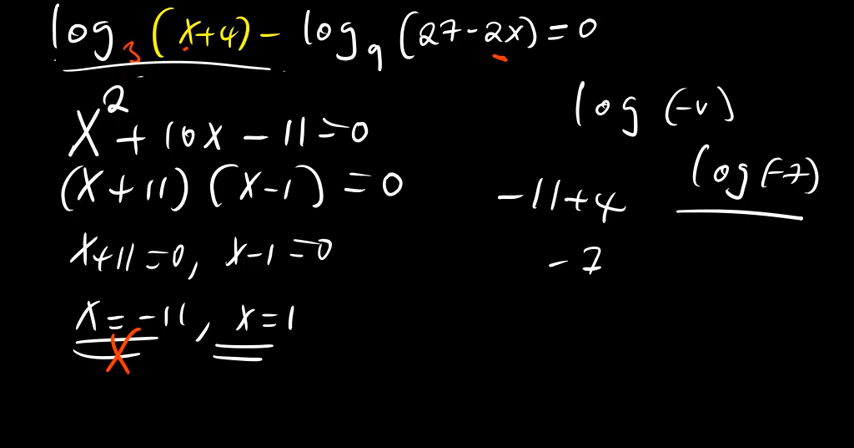 log₃(x+4) - log₉(27-2x) = 0
x² + 10x - 11 = 0
(x+11)(x-1) = 0
x+11=0, x-1=0
x = -11, x = 1
X
log(-v)
-11+4
log(-7)
-7